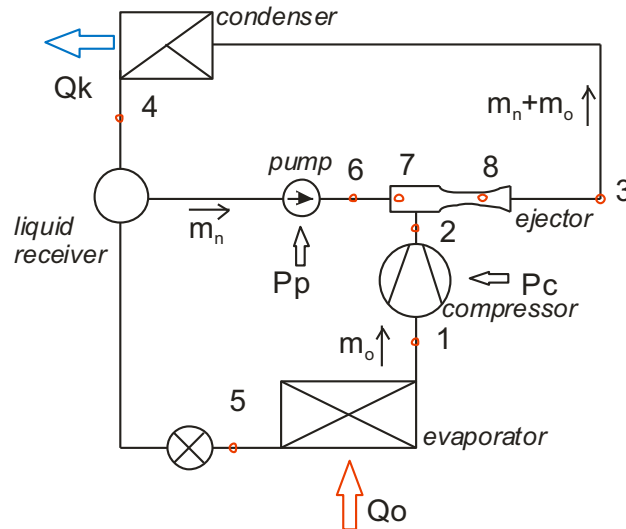 condenser
Qk
4
mn+mo
pump
6
7
8
3
liquid
receiver
mn
ejector
2
Pp
Pc
compressor
mo
1
5
evaporator
Qo